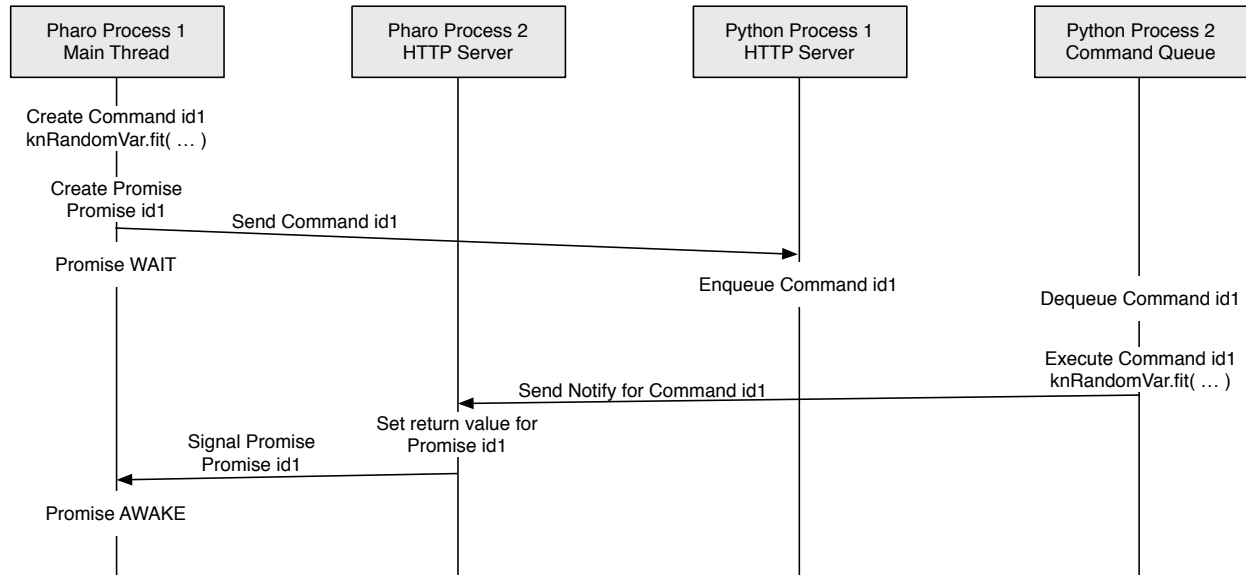 Pharo Process 1
Main Thread
Pharo Process 2
HTTP Server
Python Process 1
HTTP Server
Python Process 2
Command Queue
Create Command id1
knRandomVar.fit( … )
Create Promise
Promise id1
Send Command id1
Promise WAIT
Enqueue Command id1
Dequeue Command id1
Execute Command id1
knRandomVar.fit( … )
Send Notify for Command id1
Set return value for
Promise id1
Signal Promise
Promise id1
Promise AWAKE